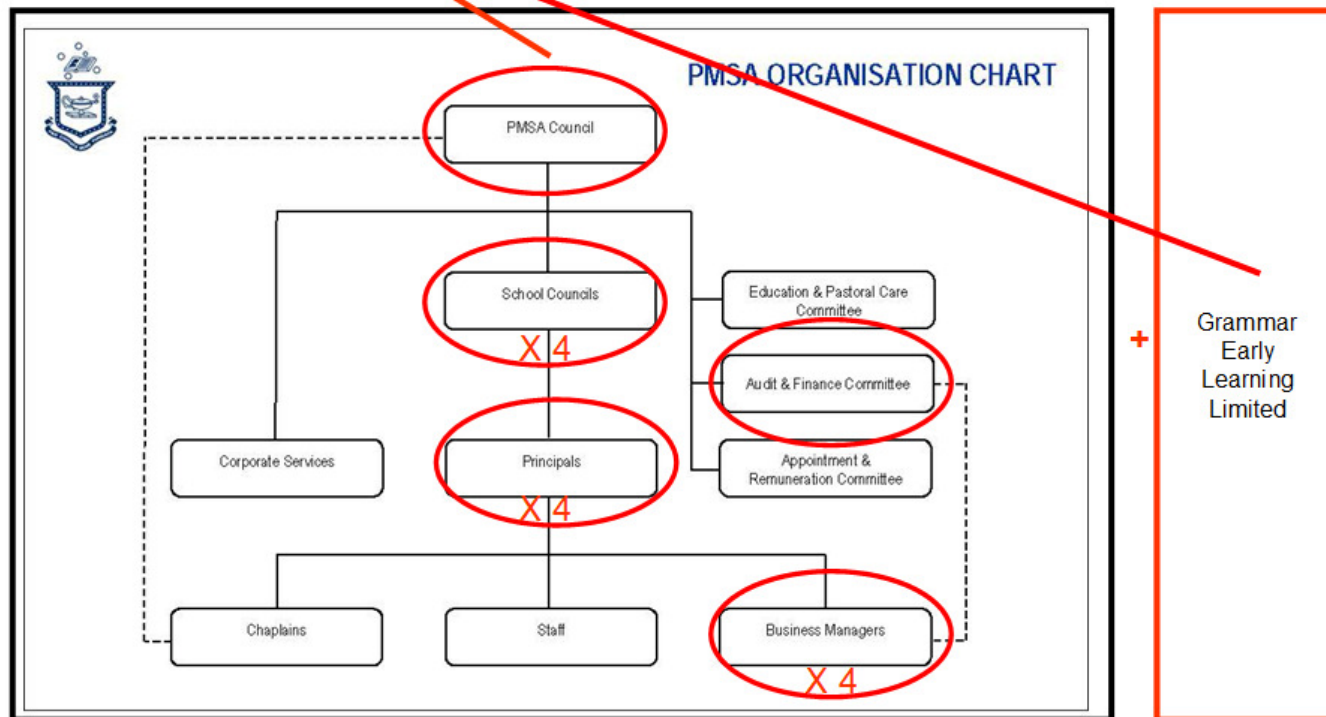 PMSA ORGANISATION CHART
PMSA Council
School Councils
X 4
Education & Pastoral Care
Committee
Audit & Finance Committee
Corporate Services
Principals
X 4
Appointment &
Remuneration Committee
Chaplains
Staff
Business Managers
X 4
+
Grammar
Early
Learning
Limited